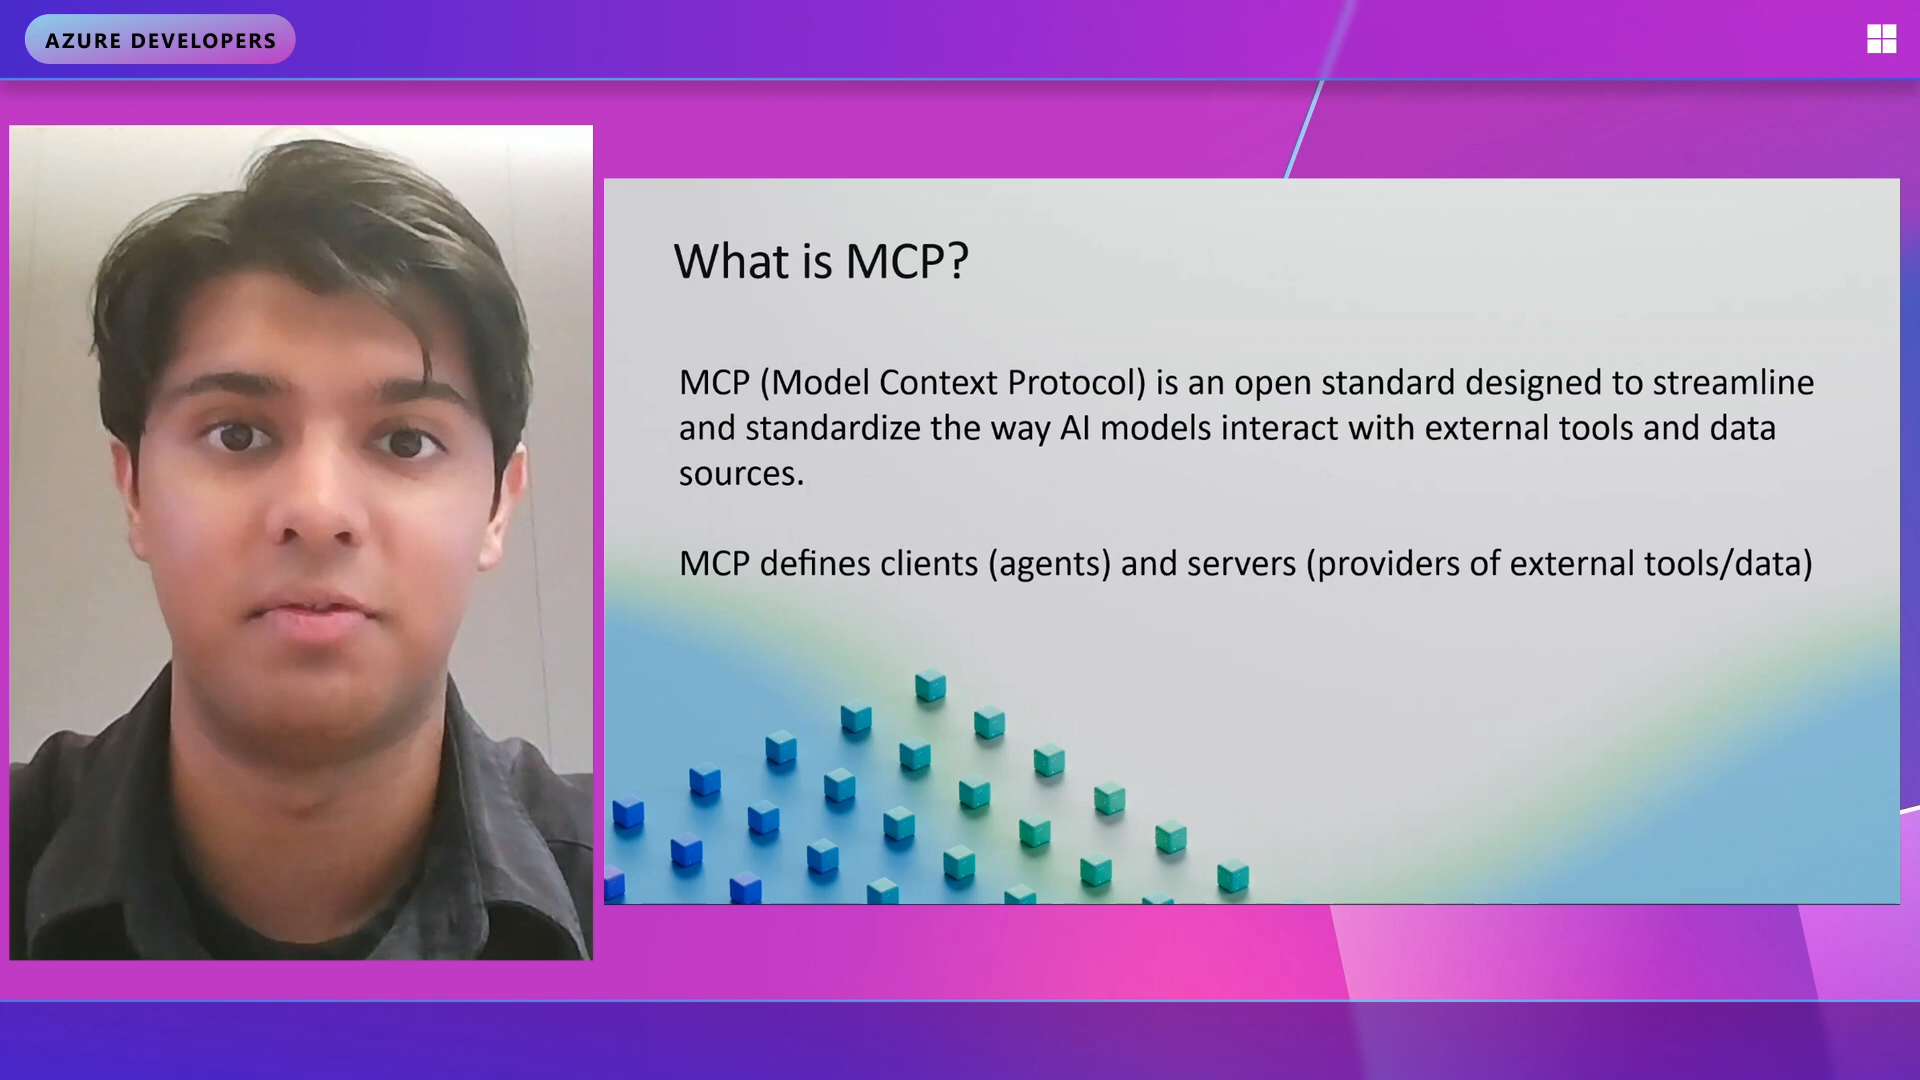 AZURE DEVELOPERS
What is MCP?
MCP (Model Context Protocol) is an open standard designed to streamline
and standardize the way AI models interact with external tools and data
sources.
MCP defines clients (agents) and servers (providers of external tools/data)